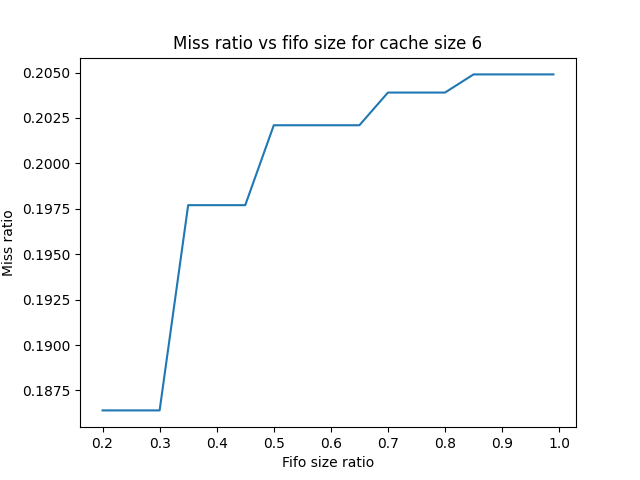 Miss ratio vs fifo size for cache size 6
0.2050
0.2025
0.2000
0.1975
0.1950
0.1925
0.1900
0.1875
Miss ratio
0.2 0.3 0.4 0.5 0.6 0.7 0.8 0.9 1.0
Fifo size ratio